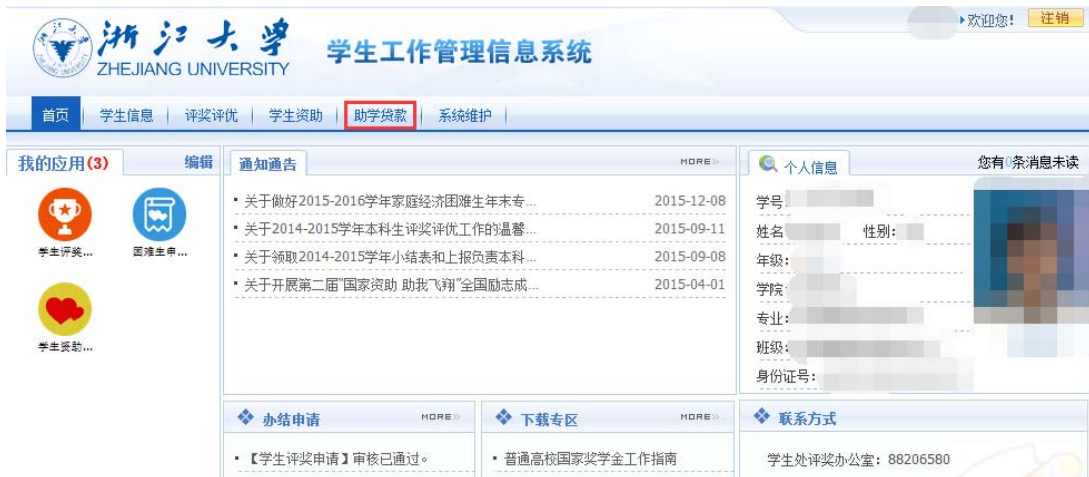 浙江大学
ZHEJIANG UNIVERSITY
学生工作管理信息系统
欢迎您! 注销
首页 学生信息 评奖评优 学生资助 助学贷款 系统维护
我的应用(3) 编辑
学生评奖...
困难生申...
学生资助...
通知通告 MORE»
▪ 关于做好2015-2016学年家庭经济困难生年末专... 2015-12-08
▪ 关于2014-2015学年本科生评奖评优工作的温馨... 2015-09-11
▪ 关于领取2014-2015学年小结表和上报负责本科... 2015-09-08
▪ 关于开展第二届"国家资助 助我飞翔"全国励志成... 2015-04-01
个人信息 您有0条消息未读
学号
姓名 性别:
年级:
学院
专业:
班级:
身份证号:
办结申请 MORE»
▪ 【学生评奖申请】审核已通过。
下载专区 MORE»
▪ 普通高校国家奖学金工作指南
联系方式
学生处评奖办公室: 88206580